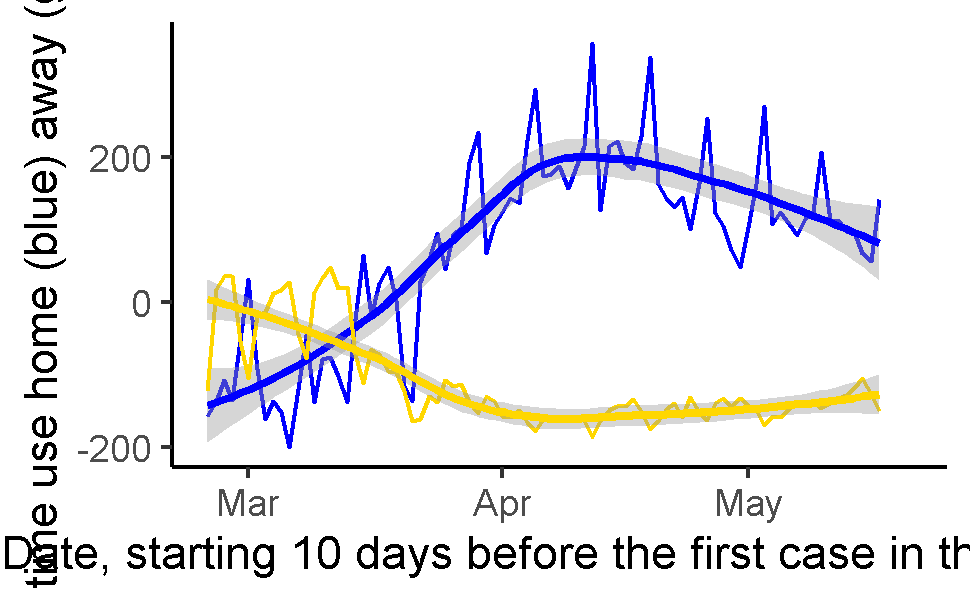 time use home (blue) away (
200
0
-200
Mar Apr May
Date, starting 10 days before the first case in th